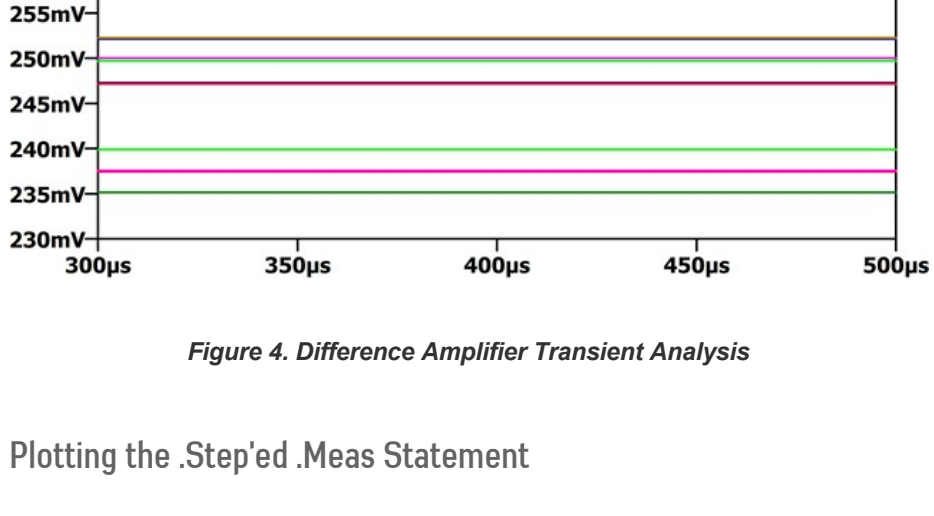 255mV
250mV
245mV
240mV
235mV
230mV
300µs 350µs 400µs 450µs 500µs
Figure 4. Difference Amplifier Transient Analysis
Plotting the .Step'ed .Meas Statement